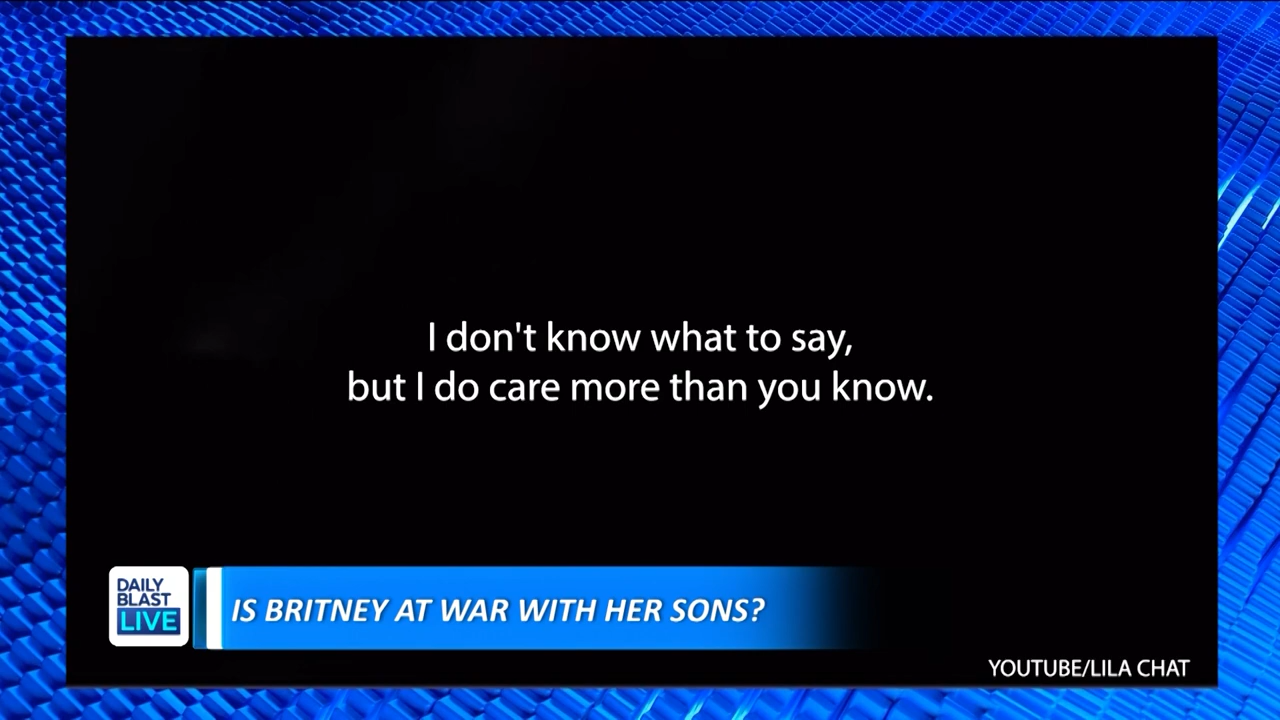 I don't know what to say,
but I do care more than you know.
DAILY
BLAST
LIVE
IS BRITNEY AT WAR WITH HER SONS?
YOUTUBE/LILA CHAT